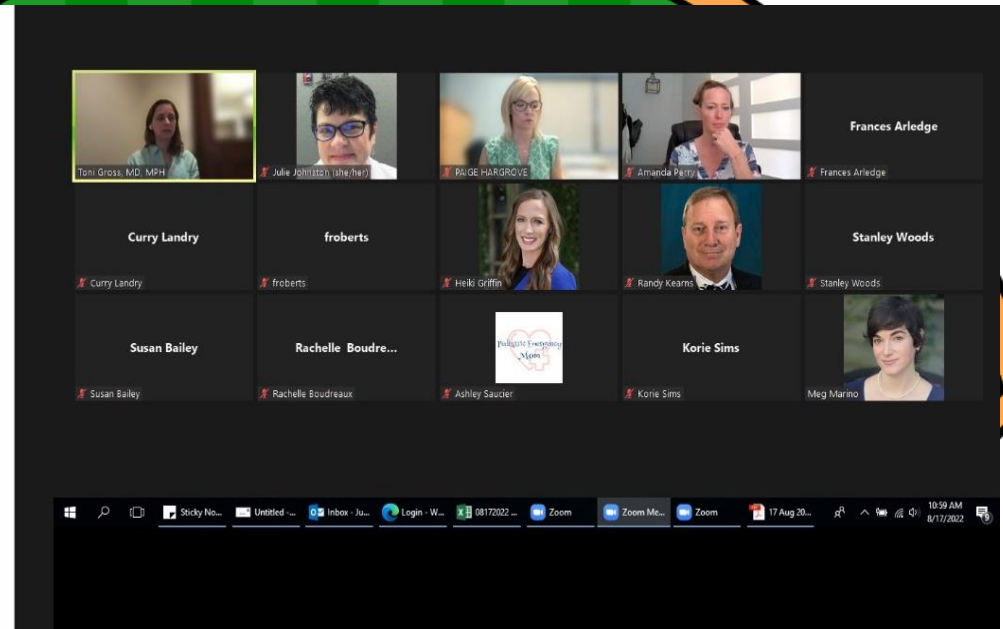 Frances Arledge
Toni Gross, MD, MPH
Julie Johnston (she/her)
PAIGE HARGROVE
Amanda Perry
Frances Arledge
Curry Landry
froberts
Stanley Woods
Curry Landry
froberts
Heiki Griffin
Randy Kearns
Stanley Woods
Susan Bailey
Rachelle Boudre...
Pediatric Emergency
Mom
Korie Sims
Susan Bailey
Rachelle Boudreaux
Ashley Saucier
Korie Sims
Meg Marino
Sticky No...
Untitled -...
Inbox - Ju...
Login - W...
08172022 ...
Zoom
Zoom Me...
Zoom
17 Aug 20...
10:59 AM
8/17/2022